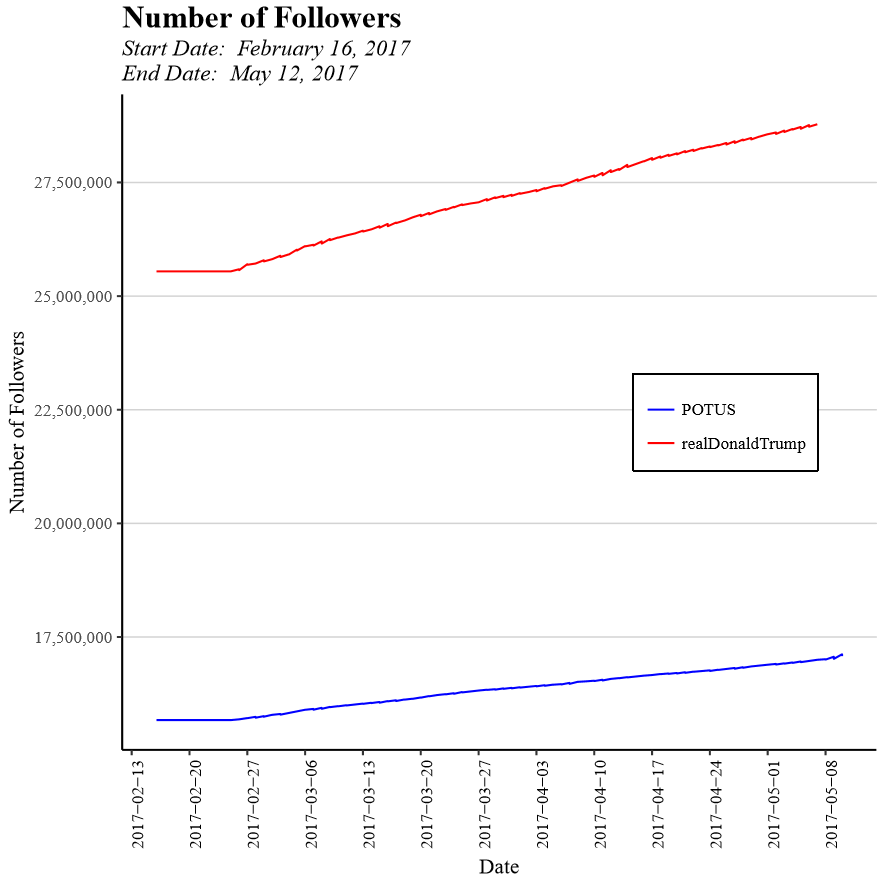 Number of Followers
Start Date:  February 16, 2017
End Date:  May 12, 2017
Number of Followers
27,500,000
25,000,000
22,500,000
20,000,000
17,500,000
POTUS
realDonaldTrump
2017−02−13
2017−02−20
2017−02−27
2017−03−06
2017−03−13
2017−03−20
2017−03−27
2017−04−03
2017−04−10
2017−04−17
2017−04−24
2017−05−01
2017−05−08
Date